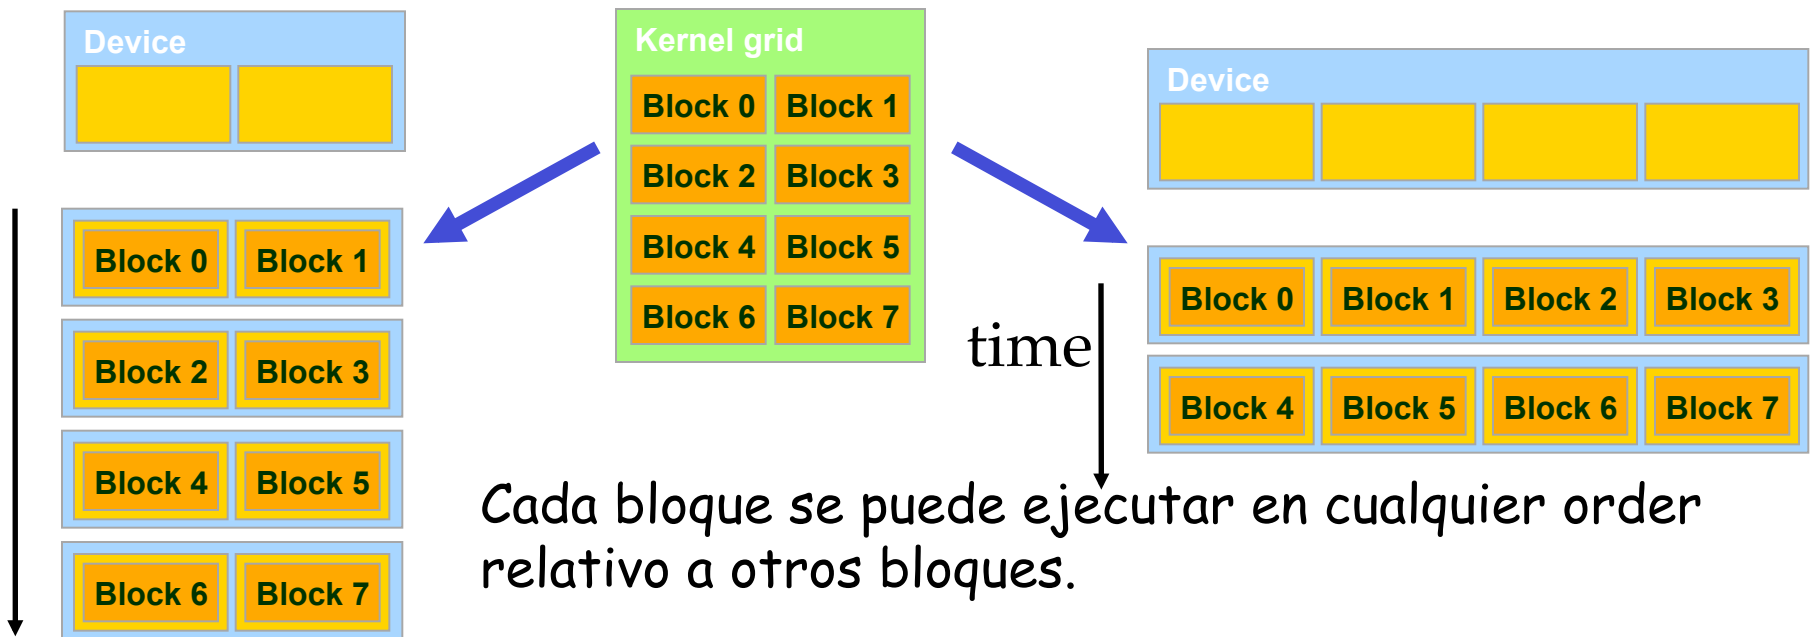 Device
Block 0 Block 1
Block 2 Block 3
Block 4 Block 5
Block 6 Block 7
Kernel grid
Block 0 Block 1
Block 2 Block 3
Block 4 Block 5
Block 6 Block 7
Device
time
Block 0 Block 1 Block 2 Block 3
Block 4 Block 5 Block 6 Block 7
Cada bloque se puede ejecutar en cualquier order
relativo a otros bloques.